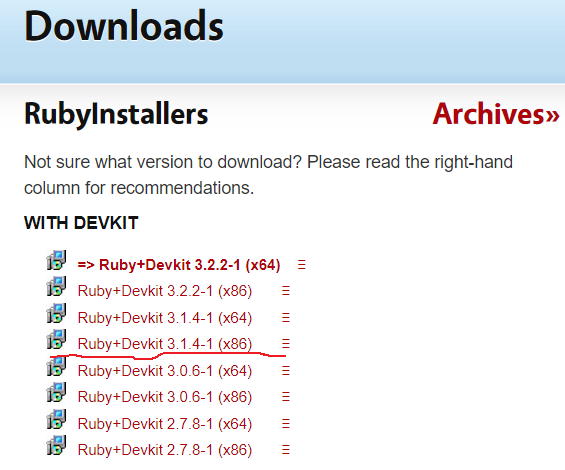 Downloads
RubyInstallers
Archives»
Not sure what version to download? Please read the right-hand
column for recommendations.
WITH DEVKIT
=> Ruby+Devkit 3.2.2-1 (x64)
Ruby+Devkit 3.2.2-1 (x86)
Ruby+Devkit 3.1.4-1 (x64)
Ruby+Devkit 3.1.4-1 (x86)
Ruby+Devkit 3.0.6-1 (x64)
Ruby+Devkit 3.0.6-1 (x86)
Ruby+Devkit 2.7.8-1 (x64)
Ruby+Devkit 2.7.8-1 (x86)